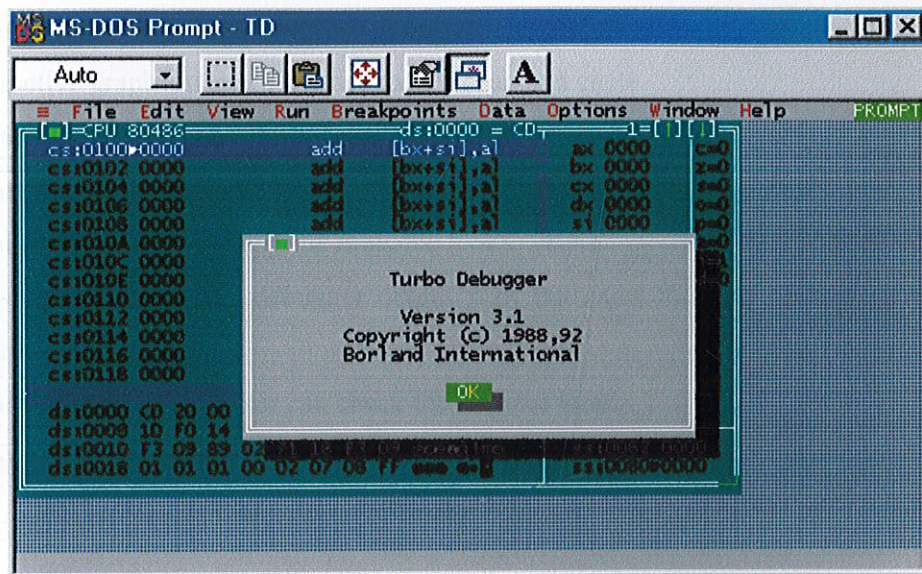 MS-DOS Prompt - TD
Auto
A
≡ File Edit View Run Breakpoints Data Options Window Help PROMPT
[■]=CPU 80486 ds:0000 = CD 1=[↑][↓]
cs:0100▶0000 add [bx+si],al ax 0000 c=0
cs:0102 0000 add [bx+si],al bx 0000 z=0
cs:0104 0000 add [bx+si],al cx 0000 s=0
cs:0106 0000 add [bx+si],al dx 0000 o=0
cs:0108 0000 add [bx+si],al si 0000 p=0
cs:010A 0000
cs:010C 0000
cs:010E 0000
cs:0110 0000
cs:0112 0000
cs:0114 0000
cs:0116 0000
cs:0118 0000
[■]
Turbo Debugger
Version 3.1
Copyright (c) 1988,92
Borland International
OK
ds:0000 CD 20 00
ds:0008 1D F0 14
ds:0010 F3 09 89 02
ds:0018 01 01 01 00 02 07 08 FF
ss:0082 0000
ss:0080▶0000